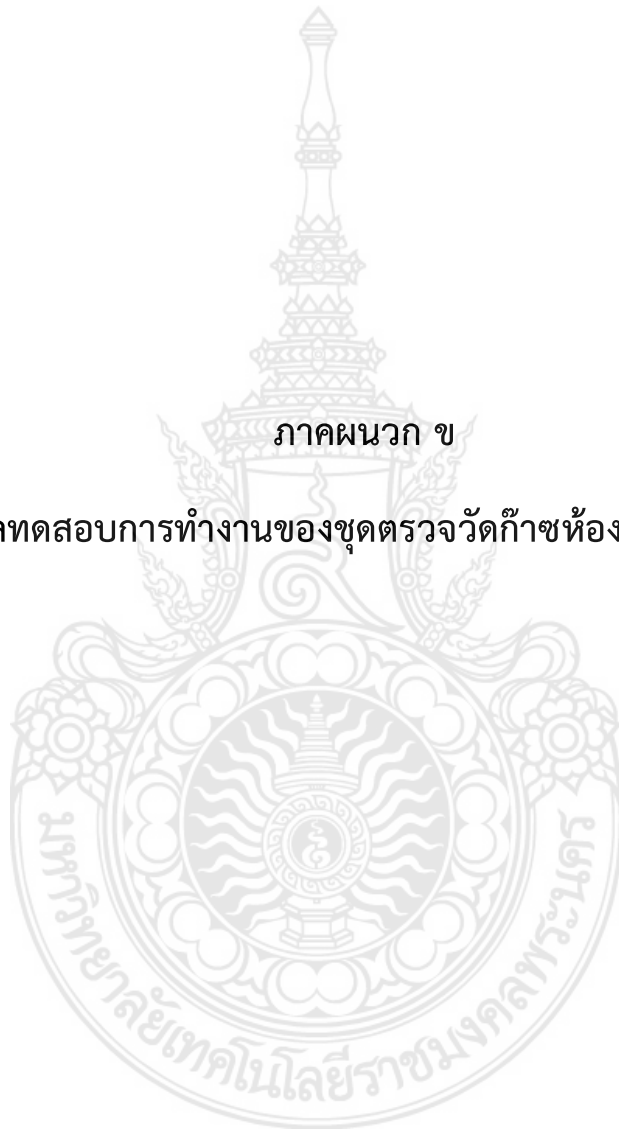 ภาคผนวก ข
ทดสอบการทำงานของชุดตรวจวัดก๊าซห้อง
มหาวิทยาลัยเทคโนโลยีราชมงคลพระนคร